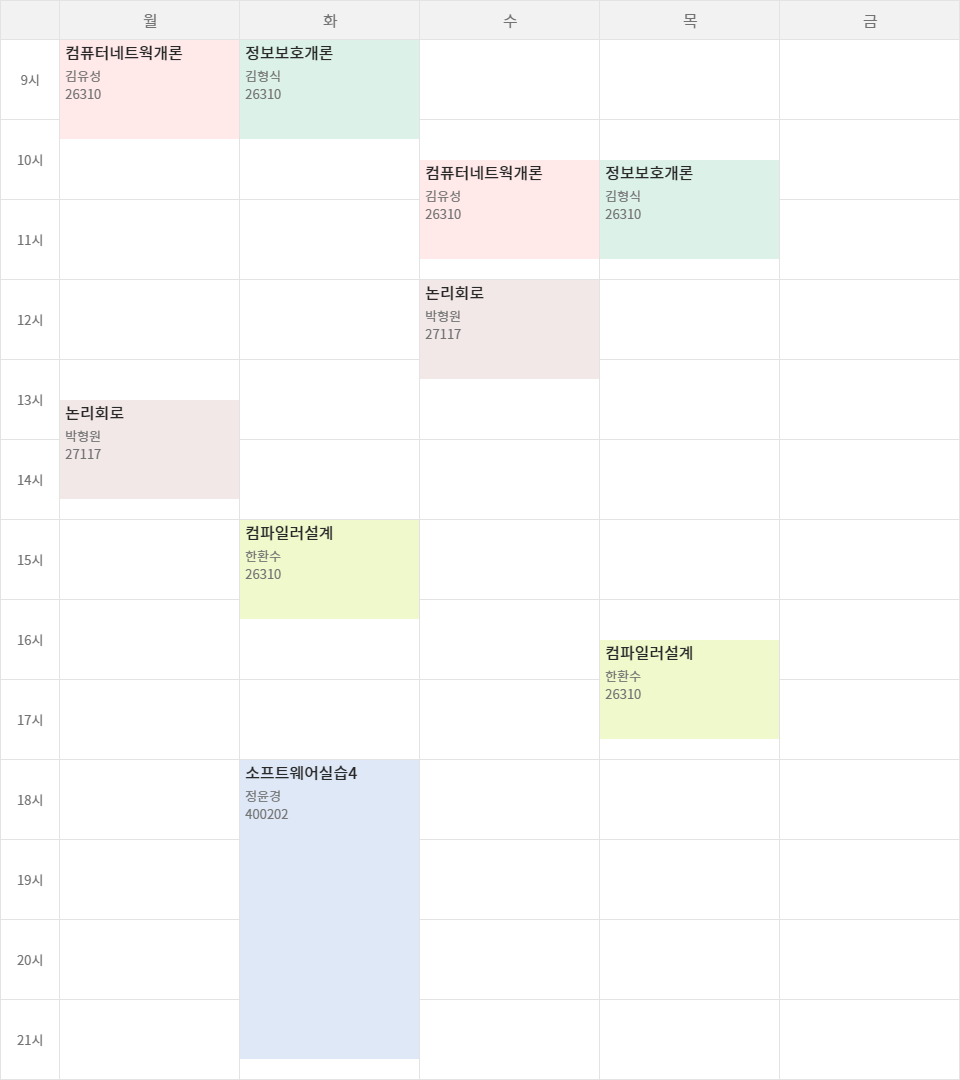 월 화 수 목 금
9시
컴퓨터네트웍개론
김유성
26310
정보보호개론
김형식
26310
10시
컴퓨터네트웍개론
김유성
26310
정보보호개론
김형식
26310
11시
12시
논리회로
박형원
27117
13시
논리회로
박형원
27117
14시
15시
컴파일러설계
한환수
26310
16시
컴파일러설계
한환수
26310
17시
18시
소프트웨어실습4
정윤경
400202
19시
20시
21시